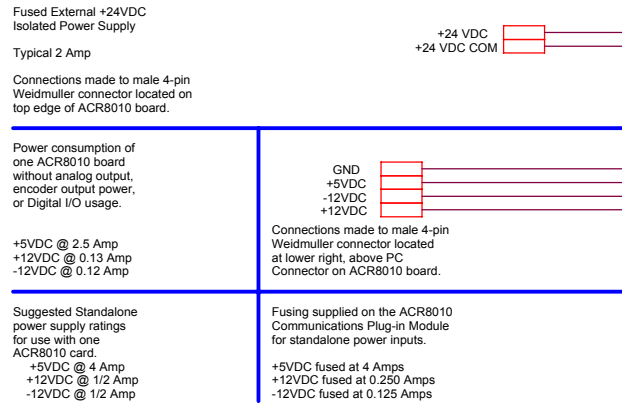 Fused External +24VDC
Isolated Power Supply
Typical 2 Amp
Connections made to male 4-pin
Weidmuller connector located on
top edge of ACR8010 board.
+24 VDC
+24 VDC COM
Power consumption of
one ACR8010 board
without analog output,
encoder output power,
or Digital I/O usage.
+5VDC @ 2.5 Amp
+12VDC @ 0.13 Amp
-12VDC @ 0.12 Amp
GND
+5VDC
-12VDC
+12VDC
Connections made to male 4-pin
Weidmuller connector located
at lower right, above PC
Connector on ACR8010 board.
Suggested Standalone
power supply ratings
for use with one
ACR8010 card.
+5VDC @ 4 Amp
+12VDC @ 1/2 Amp
-12VDC @ 1/2 Amp
Fusing supplied on the ACR8010
Communications Plug-in Module
for standalone power inputs.
+5VDC fused at 4 Amps
+12VDC fused at 0.250 Amps
-12VDC fused at 0.125 Amps